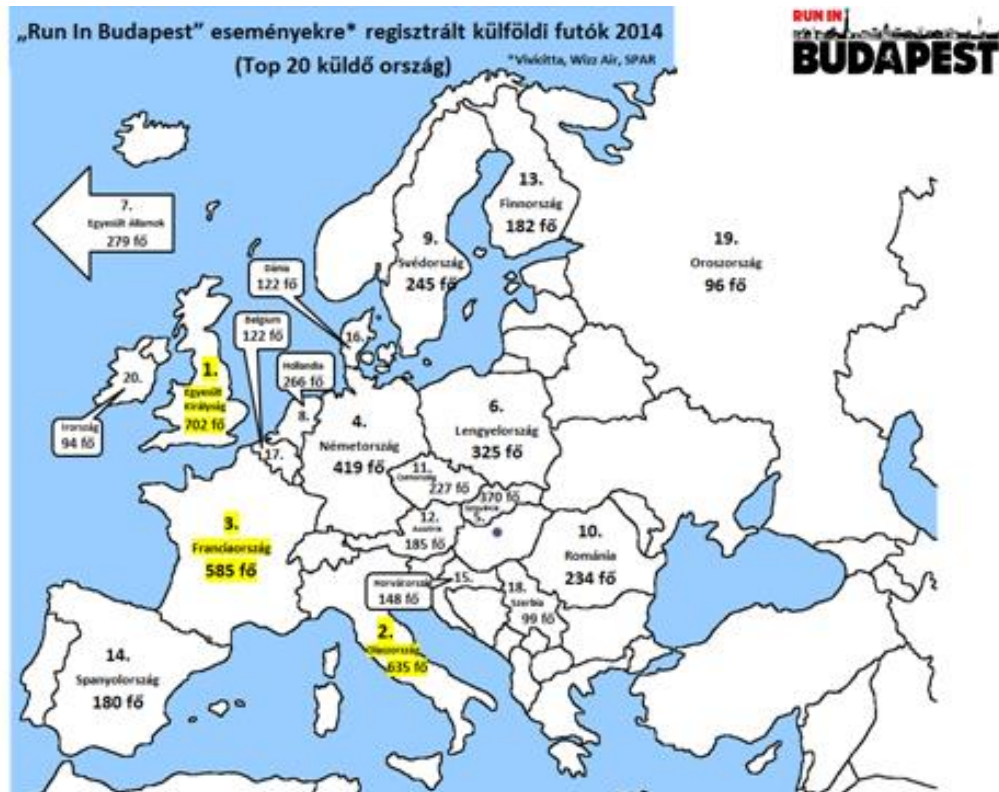 „Run In Budapest” eseményekre* regisztrált külföldi futók 2014
(Top 20 küldő ország)
*Vivicitta, Wizz Air, SPAR
RUN IN
BUDAPEST
7.
Egyesült Államok
279 fő
13.
Finnország
182 fő
9.
Svédország
245 fő
19.
Oroszország
96 fő
Dánia
122 fő
16.
Belgium
122 fő
Hollandia
266 fő
8.
20.
Írország
94 fő
1.
Egyesült
Királyság
702 fő
17.
4.
Németország
419 fő
6.
Lengyelország
325 fő
11.
Csehország
227 fő
370 fő
Szlovákia
5.
12.
Ausztria
185 fő
3.
Franciaország
585 fő
10.
Románia
234 fő
Horvátország
148 fő
15.
18.
Szerbia
99 fő
2.
Olaszország
635 fő
14.
Spanyolország
180 fő